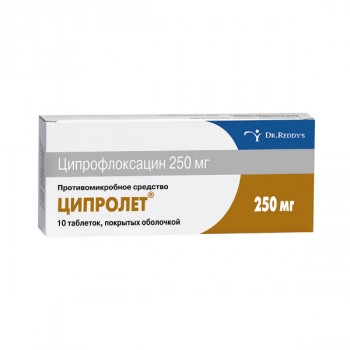 Dr.Reddy's
Ципрофлоксацин 250 мг
Противомикробное средство
ЦИПРОЛЕТ®
250 мг
10 таблеток, покрытых оболочкой